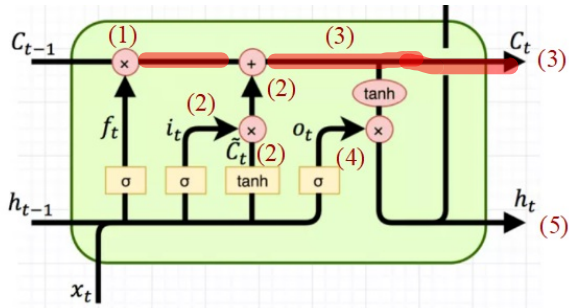 (1) (3)
C_{t-1} × + C_t (3)
(2) tanh
f_t (2) i_t × o_t ×
C̃_t (2) (4)
σ σ tanh σ
h_{t-1} h_t (5)
x_t